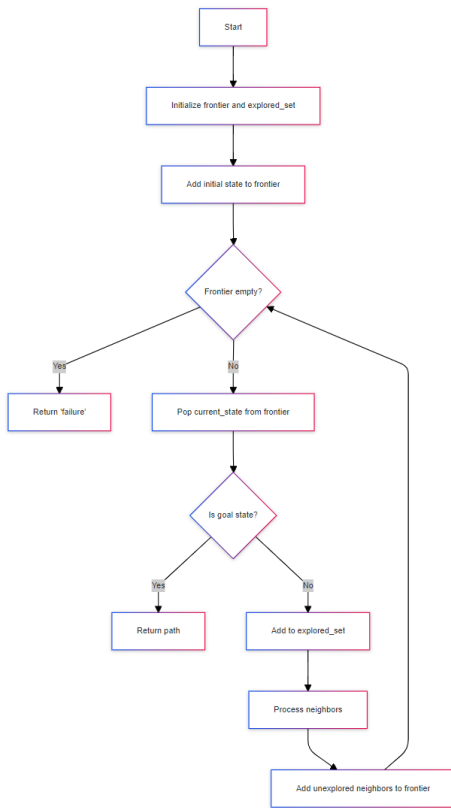 Start
Initialize frontier and explored_set
Add initial state to frontier
Frontier empty?
Yes
No
Return 'failure'
Pop current_state from frontier
Is goal state?
Yes
No
Return path
Add to explored_set
Process neighbors
Add unexplored neighbors to frontier